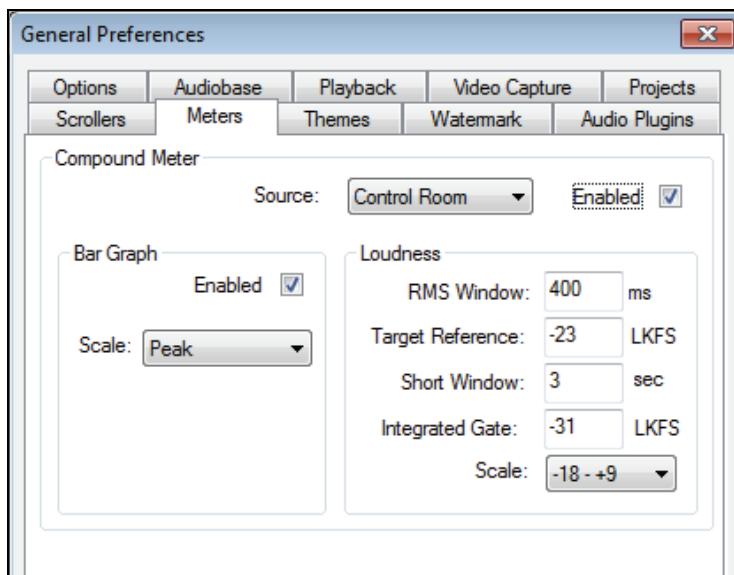 General Preferences
Options Audiobase Playback Video Capture Projects
Scrollers Meters Themes Watermark Audio Plugins
Compound Meter
Source: Control Room Enabled
Bar Graph
Enabled
Scale: Peak
Loudness
RMS Window: 400 ms
Target Reference: -23 LKFS
Short Window: 3 sec
Integrated Gate: -31 LKFS
Scale: -18 - +9